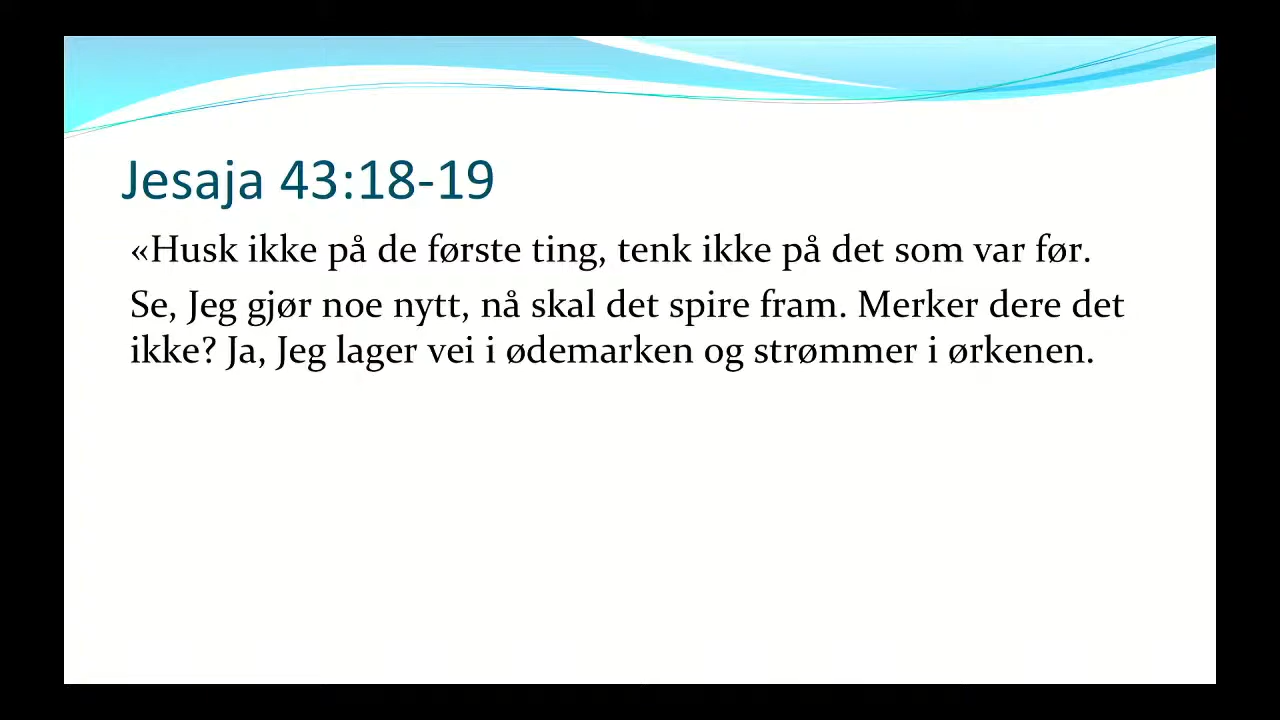 Jesaja 43:18-19
«Husk ikke på de første ting, tenk ikke på det som var før.
Se, Jeg gjør noe nytt, nå skal det spire fram. Merker dere det
ikke? Ja, Jeg lager vei i ødemarken og strømmer i ørkenen.